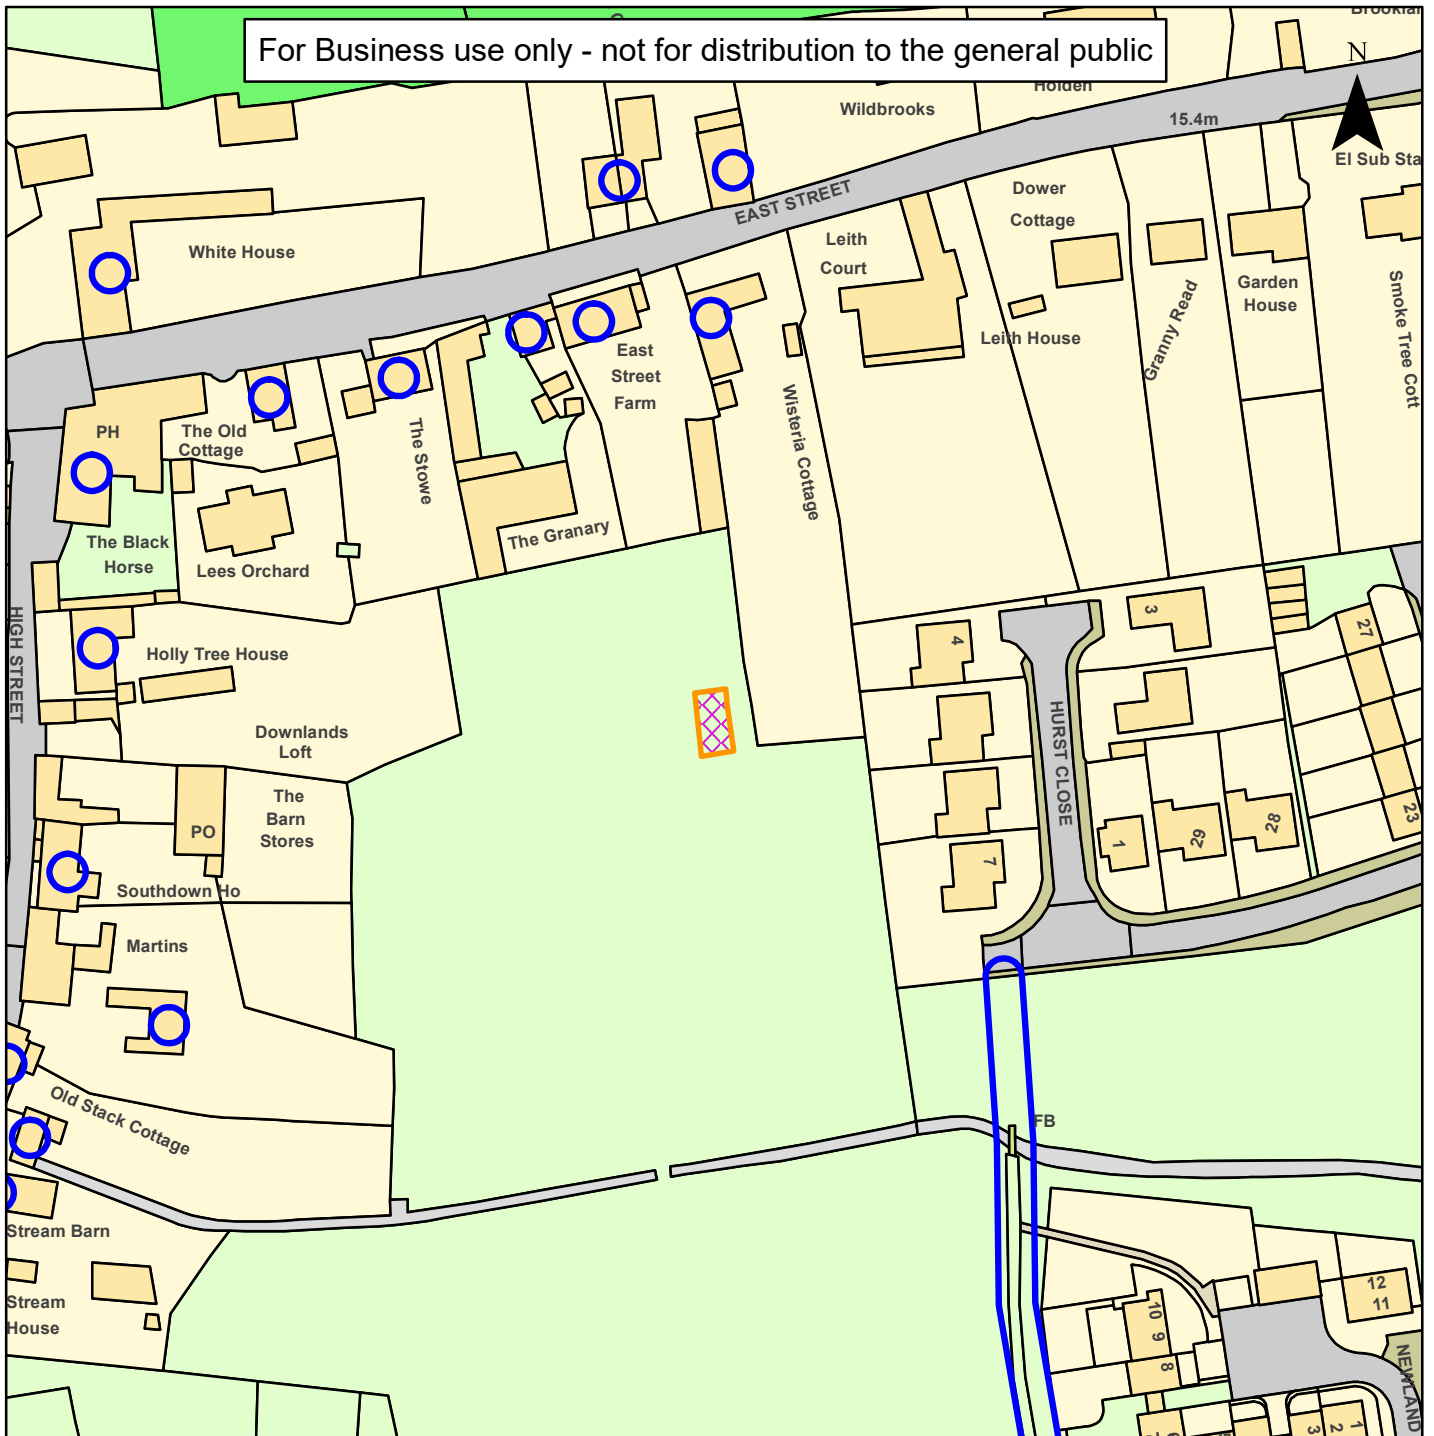 For Business use only - not for distribution to the general public
N
Wildbrooks
Holden
15.4m
El Sub Sta
EAST STREET
White House
Leith
Court
Dower
Cottage
Leith House
Granny Read
Garden
House
Smoke Tree Cott
East
Street
Farm
Wisteria Cottage
PH
The Old
Cottage
The Stowe
The Granary
The Black
Horse
Lees Orchard
HIGH STREET
Holly Tree House
Downlands
Loft
The
Barn
Stores
PO
Southdown Ho
Martins
Old Stack Cottage
Stream Barn
Stream
House
4
3
27
HURST CLOSE
7
1
29
28
23
FB
12
11
10
9
8
NEWLAND
3
2
1